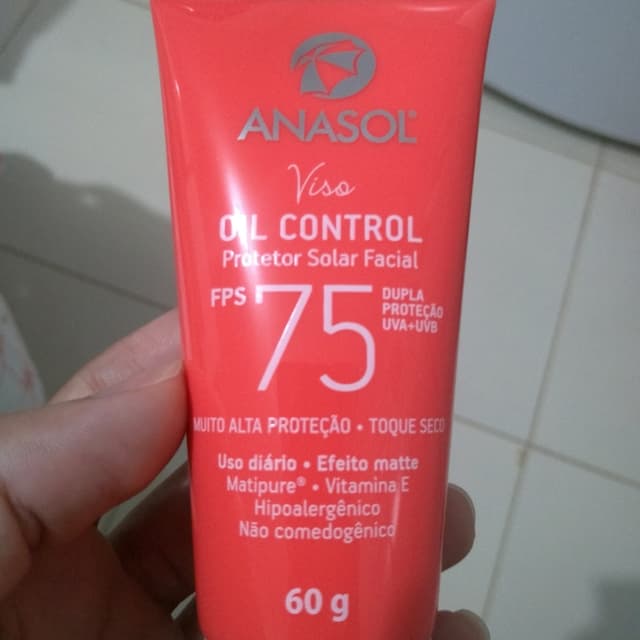 ANASOL®
Viso
OIL CONTROL
Protetor Solar Facial
FPS
75
DUPLA
PROTEÇÃO
UVA+UVB
MUITO ALTA PROTEÇÃO • TOQUE SECO
Uso diário • Efeito matte
Matipure® • Vitamina E
Hipoalergênico
Não comedogênico
60 g